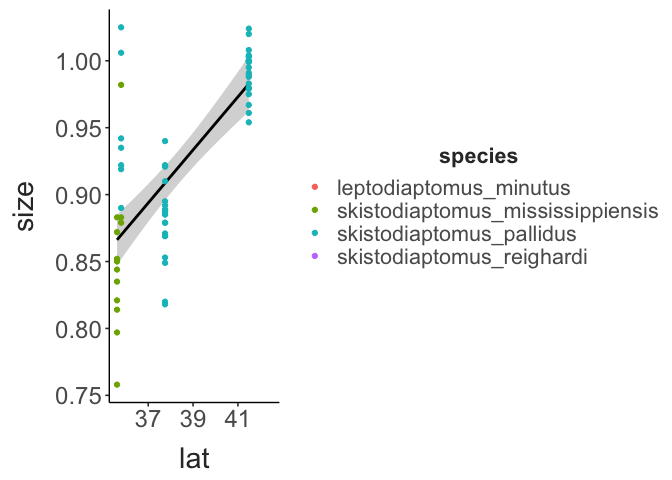 1.00
0.95
0.90
0.85
0.80
0.75
size
37 39 41
lat
species
leptodiaptomus_minutus
skistodiaptomus_mississippiensis
skistodiaptomus_pallidus
skistodiaptomus_reighardi